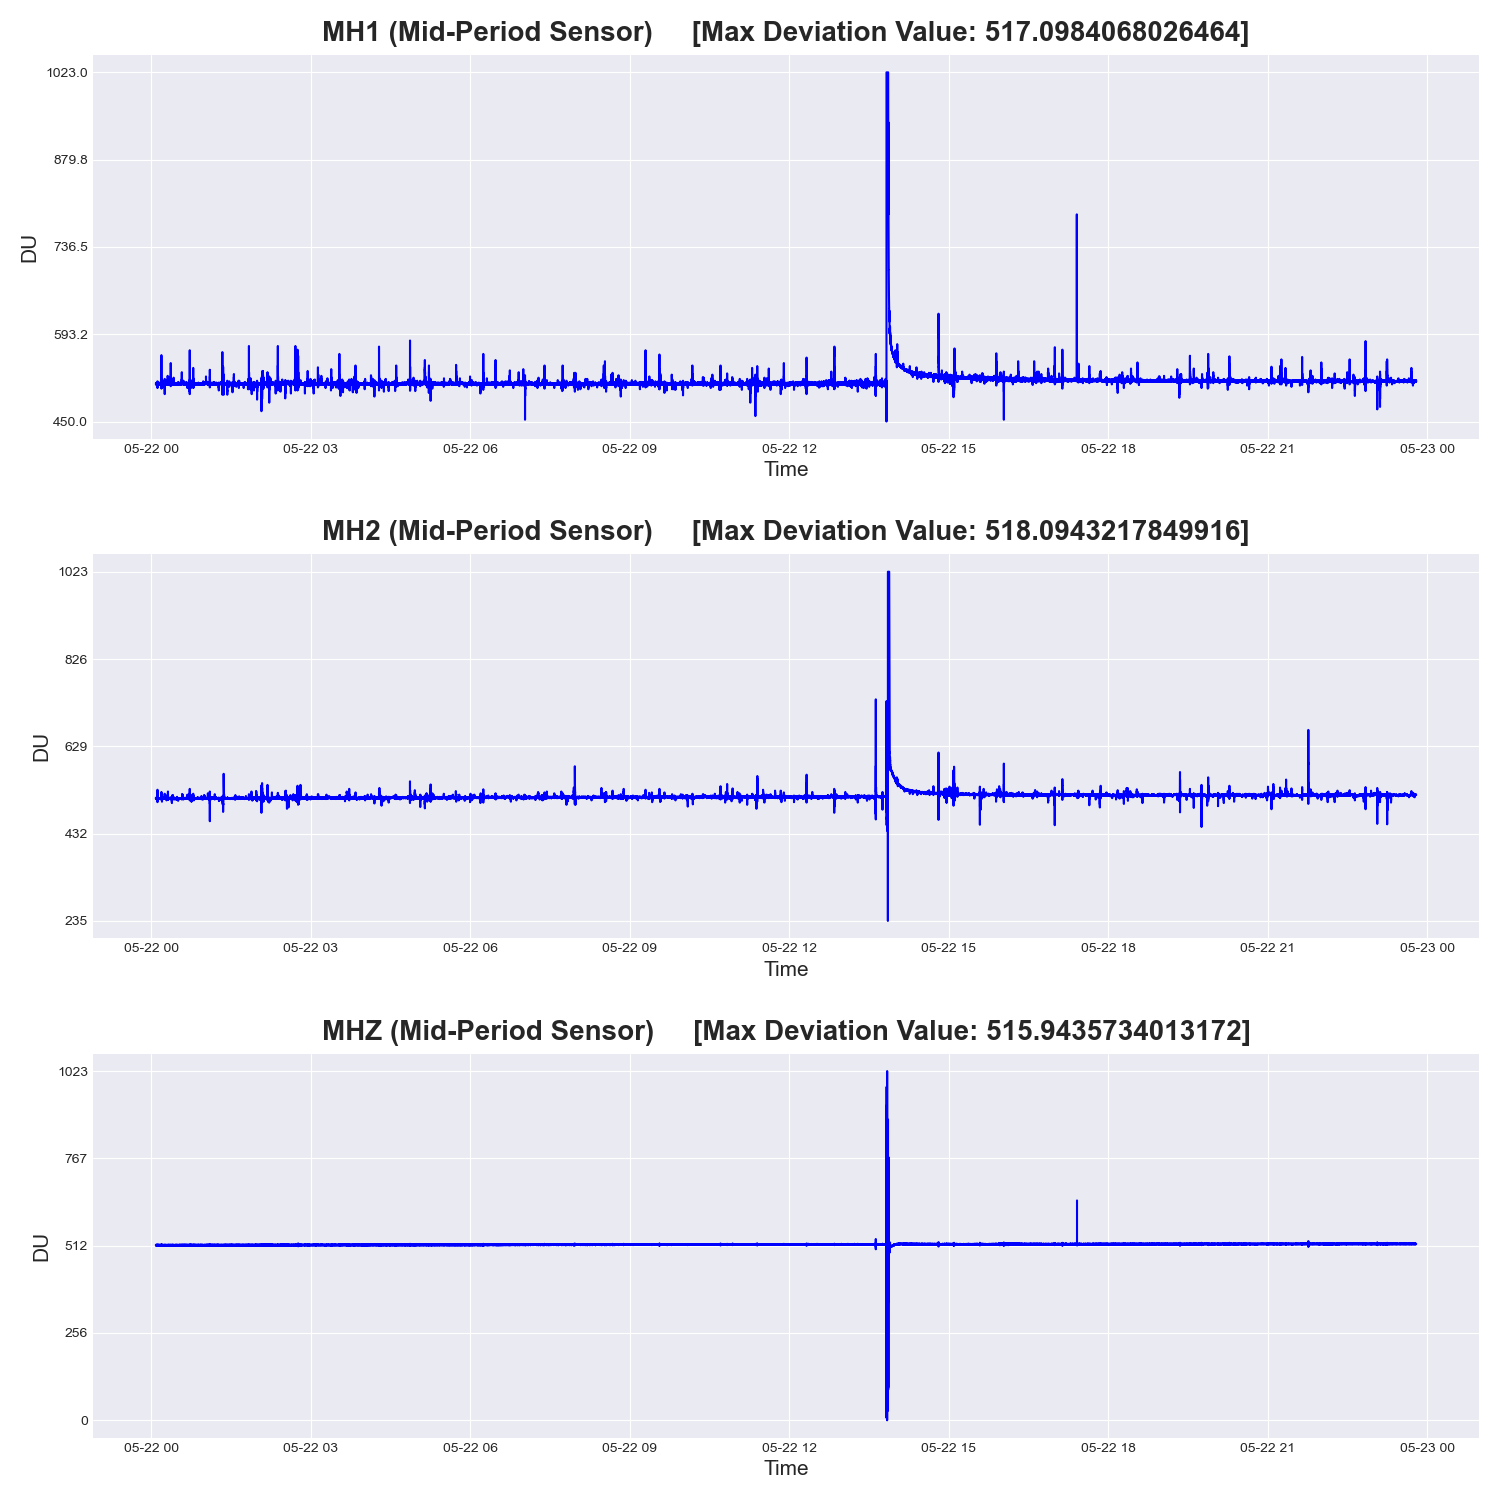 MH1 (Mid-Period Sensor) [Max Deviation Value: 517.0984068026464]
1023.0
879.8
736.5
593.2
450.0
DU
05-22 00 05-22 03 05-22 06 05-22 09 05-22 12 05-22 15 05-22 18 05-22 21 05-23 00
Time
MH2 (Mid-Period Sensor) [Max Deviation Value: 518.0943217849916]
1023
826
629
432
235
DU
05-22 00 05-22 03 05-22 06 05-22 09 05-22 12 05-22 15 05-22 18 05-22 21 05-23 00
Time
MHZ (Mid-Period Sensor) [Max Deviation Value: 515.9435734013172]
1023
767
512
256
0
DU
05-22 00 05-22 03 05-22 06 05-22 09 05-22 12 05-22 15 05-22 18 05-22 21 05-23 00
Time